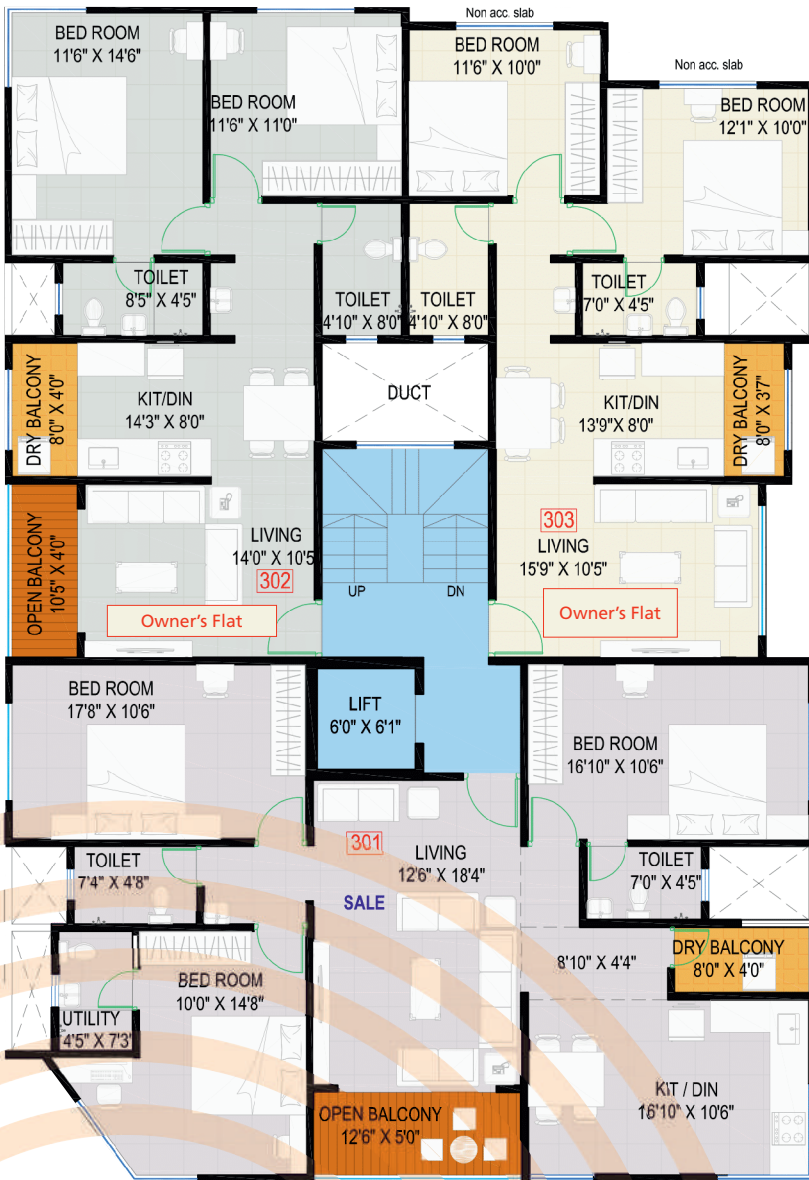 Non acc. slab
BED ROOM
11'6" X 14'6"
BED ROOM
11'6" X 11'0"
BED ROOM
11'6" X 10'0"
Non acc. slab
BED ROOM
12'1" X 10'0"
TOILET
8'5" X 4'5"
TOILET
4'10" X 8'0"
TOILET
4'10" X 8'0"
TOILET
7'0" X 4'5"
DRY BALCONY
8'0" X 4'0"
KIT/DIN
14'3" X 8'0"
DUCT
KIT/DIN
13'9"X 8'0"
DRY BALCONY
8'0" X 3'7"
OPEN BALCONY
10'5" X 4'0"
LIVING
14'0" X 10'5
302
Owner's Flat
UP
DN
303
LIVING
15'9" X 10'5"
Owner's Flat
BED ROOM
17'8" X 10'6"
LIFT
6'0" X 6'1"
BED ROOM
16'10" X 10'6"
301
LIVING
12'6" X 18'4"
SALE
TOILET
7'4" X 4'8"
TOILET
7'0" X 4'5"
8'10" X 4'4"
DRY BALCONY
8'0" X 4'0"
BED ROOM
10'0" X 14'8"
UTILITY
4'5" X 7'3'
KIT / DIN
16'10" X 10'6"
OPEN BALCONY
12'6" X 5'0"